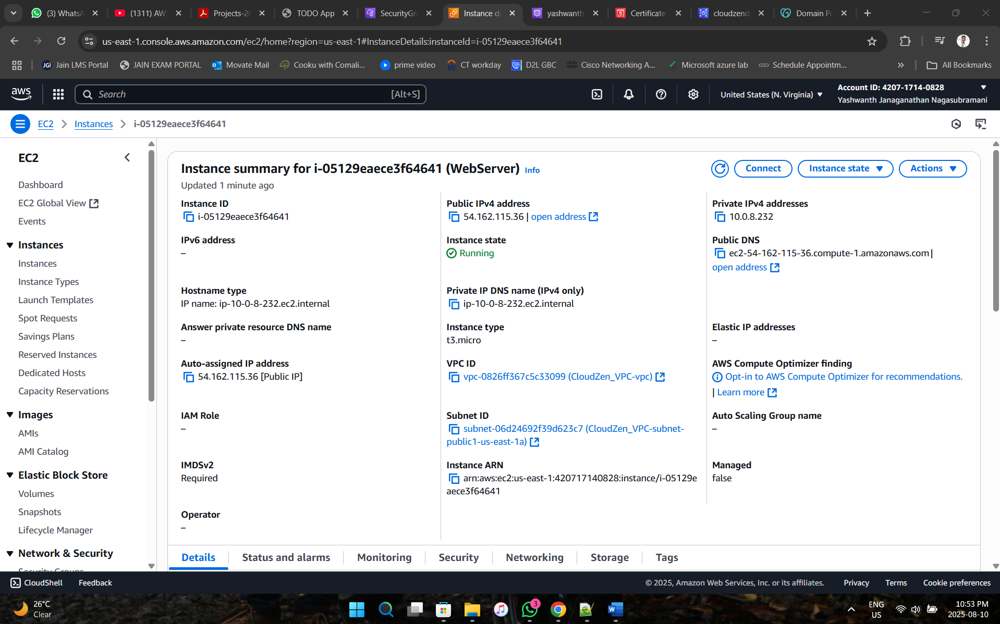 (3) WhatsA
(1311) AW
Projects-20
TODO App
SecurityGro
Instance de
yashwanth
Certificate
cloudzend
Domain Po
us-east-1.console.aws.amazon.com/ec2/home?region=us-east-1#InstanceDetails:instanceId=i-05129eaece3f64641
JGI Jain LMS Portal
JAIN EXAM PORTAL
Movate Mail
Cooku with Comali...
prime video
CT workday
D2L GBC
Cisco Networking A...
Microsoft azure lab
GD Schedule Appointm...
All Bookmarks
aws
Search [Alt+S]
United States (N. Virginia)
Account ID: 4207-1714-0828
Yashwanth Janaganathan Nagasubramani
EC2 Instances i-05129eaece3f64641
EC2
Dashboard
EC2 Global View
Events
Instances
Instances
Instance Types
Launch Templates
Spot Requests
Savings Plans
Reserved Instances
Dedicated Hosts
Capacity Reservations
Images
AMIs
AMI Catalog
Elastic Block Store
Volumes
Snapshots
Lifecycle Manager
Network & Security
Security Groups
Instance summary for i-05129eaece3f64641 (WebServer) Info
Updated 1 minute ago
Connect
Instance state
Actions
Instance ID
i-05129eaece3f64641
Public IPv4 address
54.162.115.36 | open address
Private IPv4 addresses
10.0.8.232
IPv6 address
–
Instance state
Running
Public DNS
ec2-54-162-115-36.compute-1.amazonaws.com |
open address
Hostname type
IP name: ip-10-0-8-232.ec2.internal
Private IP DNS name (IPv4 only)
ip-10-0-8-232.ec2.internal
Answer private resource DNS name
–
Instance type
t3.micro
Elastic IP addresses
–
Auto-assigned IP address
54.162.115.36 [Public IP]
VPC ID
vpc-0826ff367c5c33099 (CloudZen_VPC-vpc)
AWS Compute Optimizer finding
Opt-in to AWS Compute Optimizer for recommendations.
| Learn more
IAM Role
–
Subnet ID
subnet-06d24692f39d623c7 (CloudZen_VPC-subnet-
public1-us-east-1a)
Auto Scaling Group name
–
IMDSv2
Required
Instance ARN
arn:aws:ec2:us-east-1:420717140828:instance/i-05129e
aece3f64641
Managed
false
Operator
–
Details
Status and alarms
Monitoring
Security
Networking
Storage
Tags
CloudShell
Feedback
© 2025, Amazon Web Services, Inc. or its affiliates.
Privacy
Terms
Cookie preferences
26°C
Clear
3
ENG
US
10:53 PM
2025-08-10